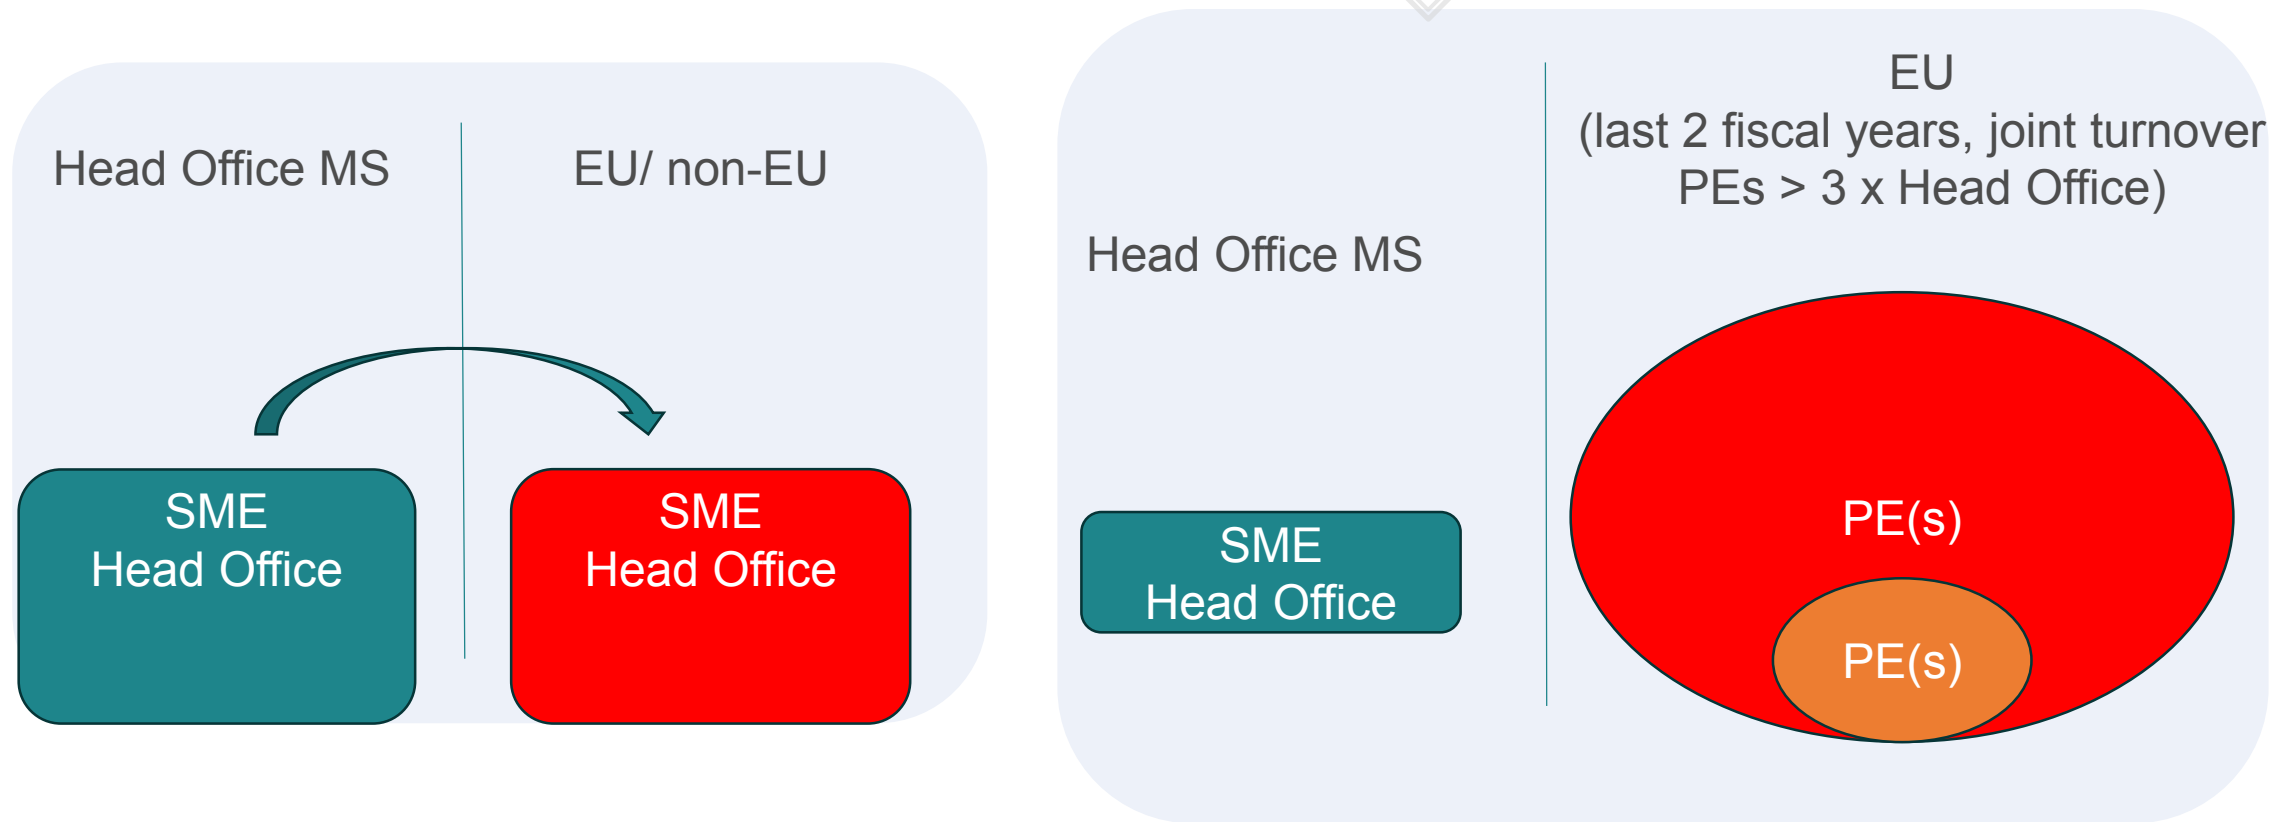 Head Office MS
EU/ non-EU
SME
Head Office
SME
Head Office
EU
(last 2 fiscal years, joint turnover
PEs > 3 x Head Office)
Head Office MS
SME
Head Office
PE(s)
PE(s)